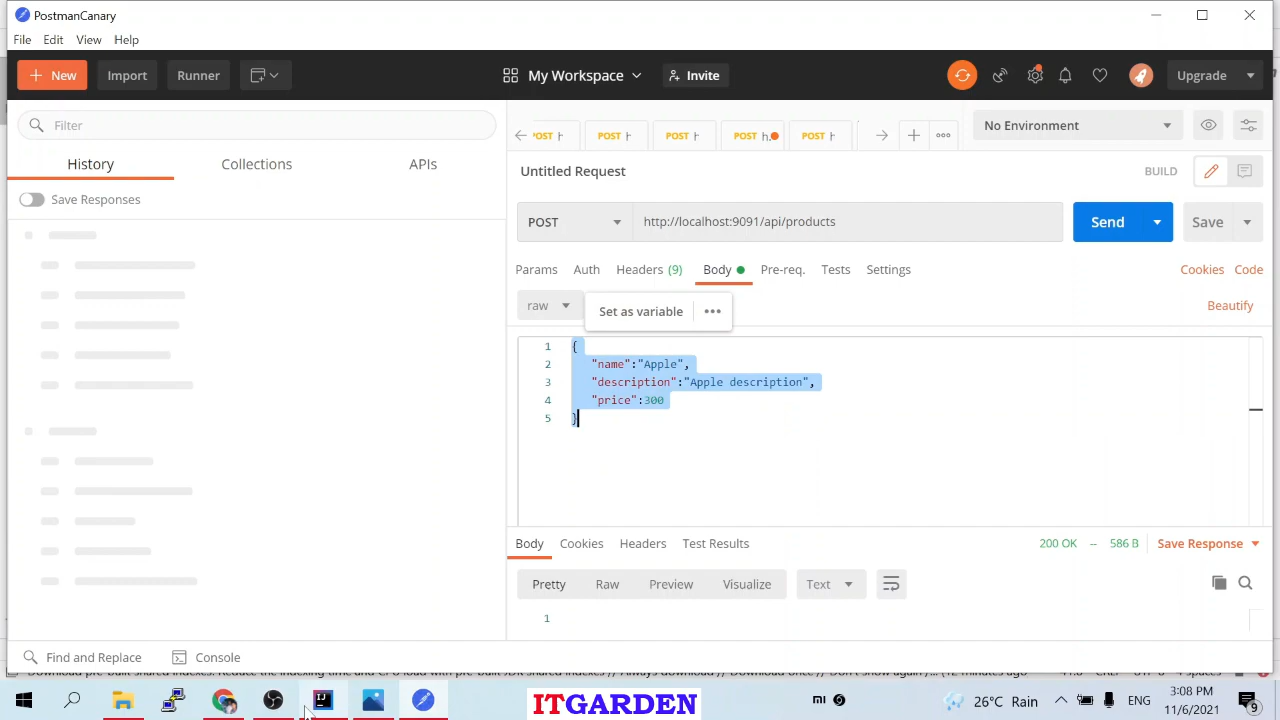 PostmanCanary
File Edit View Help
New Import Runner My Workspace Invite Upgrade
Filter
POST h POST h POST h POST h. POST h No Environment
History Collections APIs
Untitled Request BUILD
Save Responses
POST http://localhost:9091/api/products Send Save
Params Auth Headers (9) Body Pre-req. Tests Settings Cookies Code
raw Set as variable Beautify
1 {
2 "name":"Apple",
3 "description":"Apple description",
4 "price":300
5 }
Body Cookies Headers Test Results 200 OK -- 586 B Save Response
Pretty Raw Preview Visualize Text
1
Find and Replace Console
IJ ITGARDEN mi 26°C Rain ENG 3:08 PM
11/6/2021 9